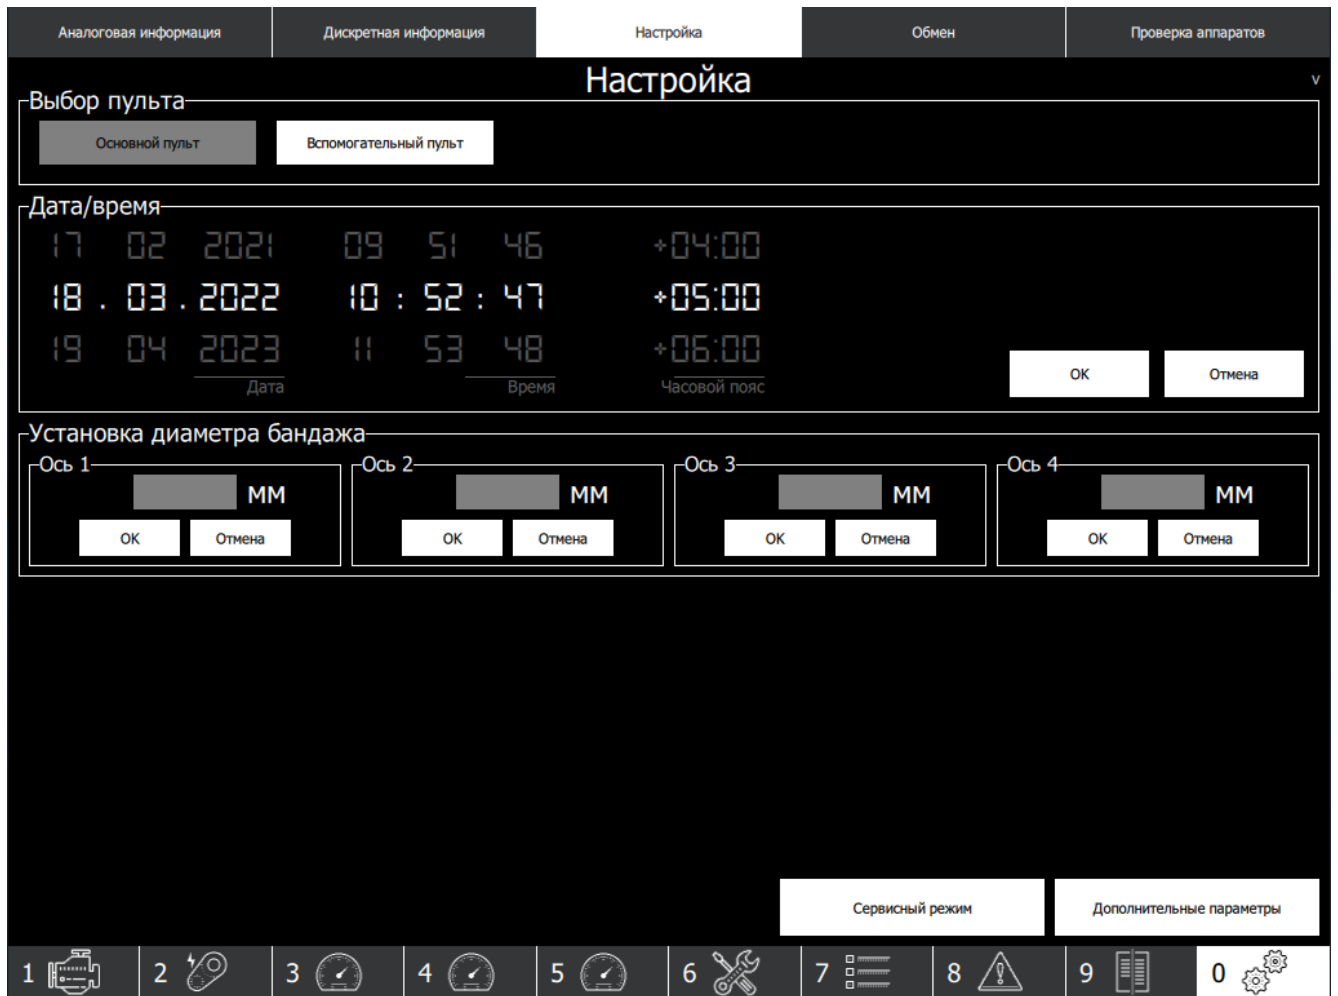 Аналоговая информация Дискретная информация Настройка Обмен Проверка аппаратов
Настройка v
Выбор пульта
Основной пульт Вспомогательный пульт
Дата/время
17 02 2021 09 51 46 +04:00
18 . 03 . 2022 10 : 52 : 47 +05:00
19 04 2023 11 53 48 +06:00
Дата Время Часовой пояс
OK Отмена
Установка диаметра бандажа
Ось 1 Ось 2 Ось 3 Ось 4
мм мм мм мм
OK Отмена OK Отмена OK Отмена OK Отмена
Сервисный режим Дополнительные параметры
1 2 3 4 5 6 7 8 9 0